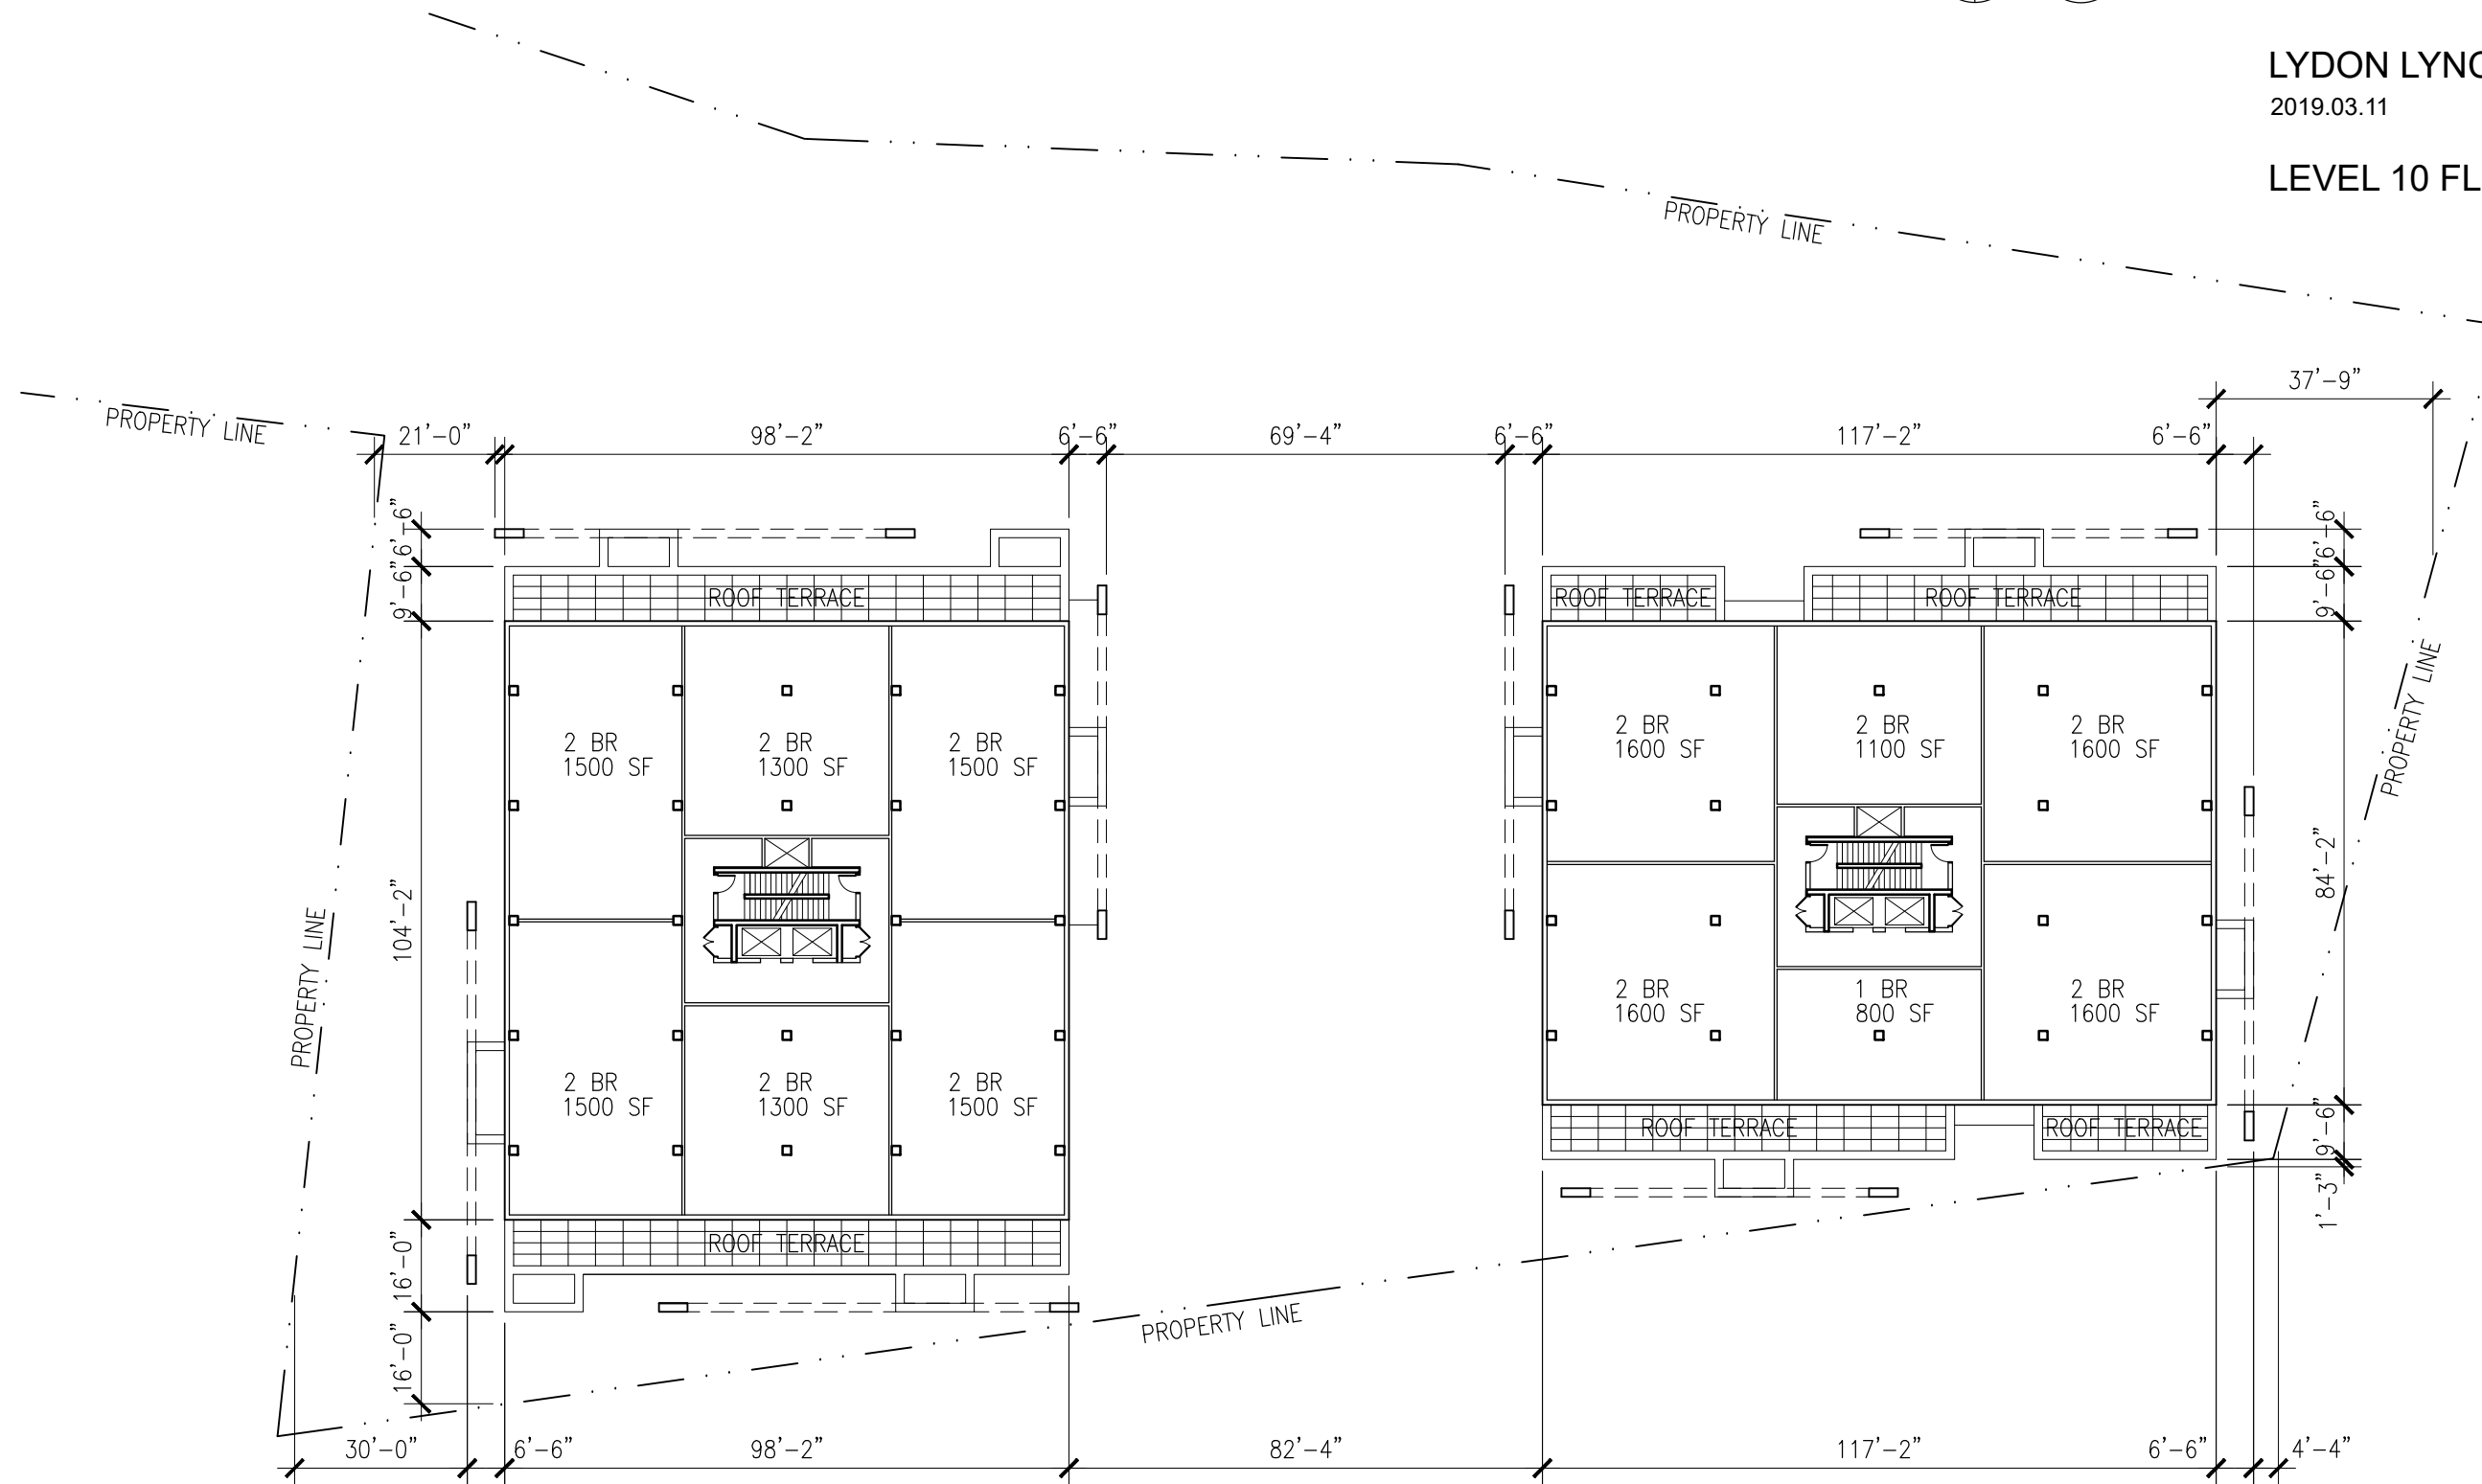 LYDON LYNC
2019.03.11
LEVEL 10 FL
PROPERTY LINE
PROPERTY LINE
37’-9”
21’-0”
98’-2”
6’-6”
69’-4”
6’-6”
117’-2”
6’-6”
6’-6”
9’-6”
104’-2”
16’-0”
16’-0”
PROPERTY LINE
ROOF TERRACE
2 BR
1500 SF
2 BR
1300 SF
2 BR
1500 SF
2 BR
1500 SF
2 BR
1300 SF
2 BR
1500 SF
ROOF TERRACE
ROOF TERRACE
ROOF TERRACE
2 BR
1600 SF
2 BR
1100 SF
2 BR
1600 SF
2 BR
1600 SF
1 BR
800 SF
2 BR
1600 SF
ROOF TERRACE
ROOF TERRACE
6’-6”
9’-6”
84’-2”
9’-6”
1’-3”
PROPERTY LINE
PROPERTY LINE
30’-0”
6’-6”
98’-2”
82’-4”
117’-2”
6’-6”
4’-4”